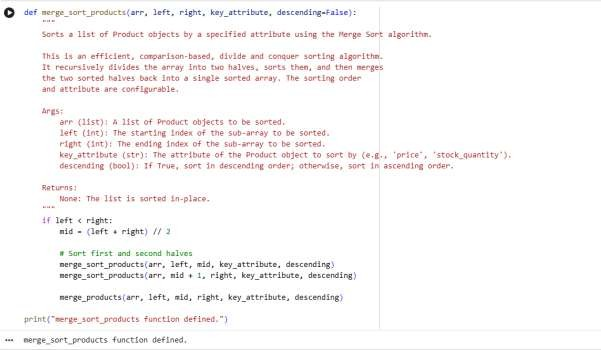 def merge_sort_products(arr, left, right, key_attribute, descending=False):
    """
    Sorts a list of Product objects by a specified attribute using the Merge Sort algorithm.

    This is an efficient, comparison-based, divide and conquer sorting algorithm.
    It recursively divides the array into two halves, sorts them, and then merges
    the two sorted halves back into a single sorted array. The sorting order
    and attribute are configurable.

    Args:
        arr (list): A list of Product objects to be sorted.
        left (int): The starting index of the sub-array to be sorted.
        right (int): The ending index of the sub-array to be sorted.
        key_attribute (str): The attribute of the Product object to sort by (e.g., 'price', 'stock_quantity').
        descending (bool): If True, sort in descending order; otherwise, sort in ascending order.

    Returns:
        None: The list is sorted in-place.
    """
    if left < right:
        mid = (left + right) // 2

        # Sort first and second halves
        merge_sort_products(arr, left, mid, key_attribute, descending)
        merge_sort_products(arr, mid + 1, right, key_attribute, descending)

        merge_products(arr, left, mid, right, key_attribute, descending)

print("merge_sort_products function defined.")
merge_sort_products function defined.